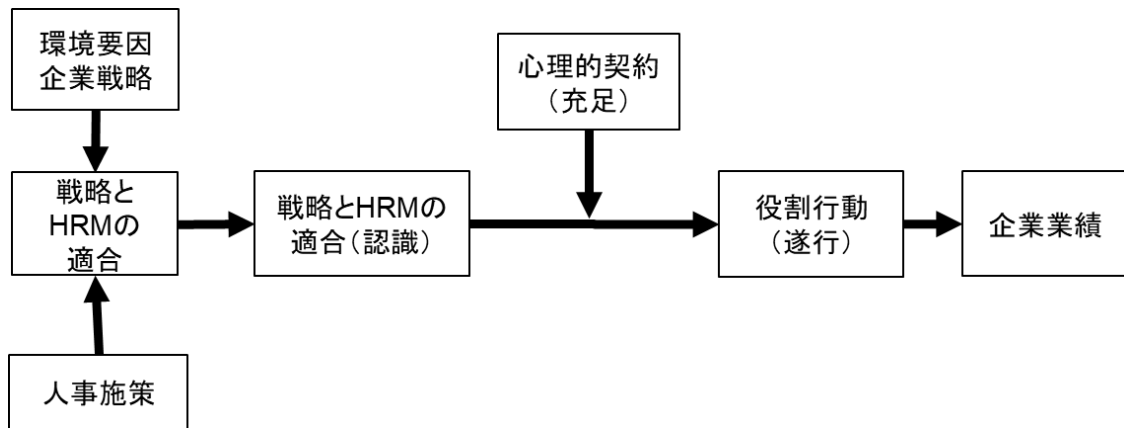 環境要因
企業戦略
心理的契約
(充足)
戦略と
HRMの
適合
戦略とHRMの
適合(認識)
役割行動
(遂行)
企業業績
人事施策